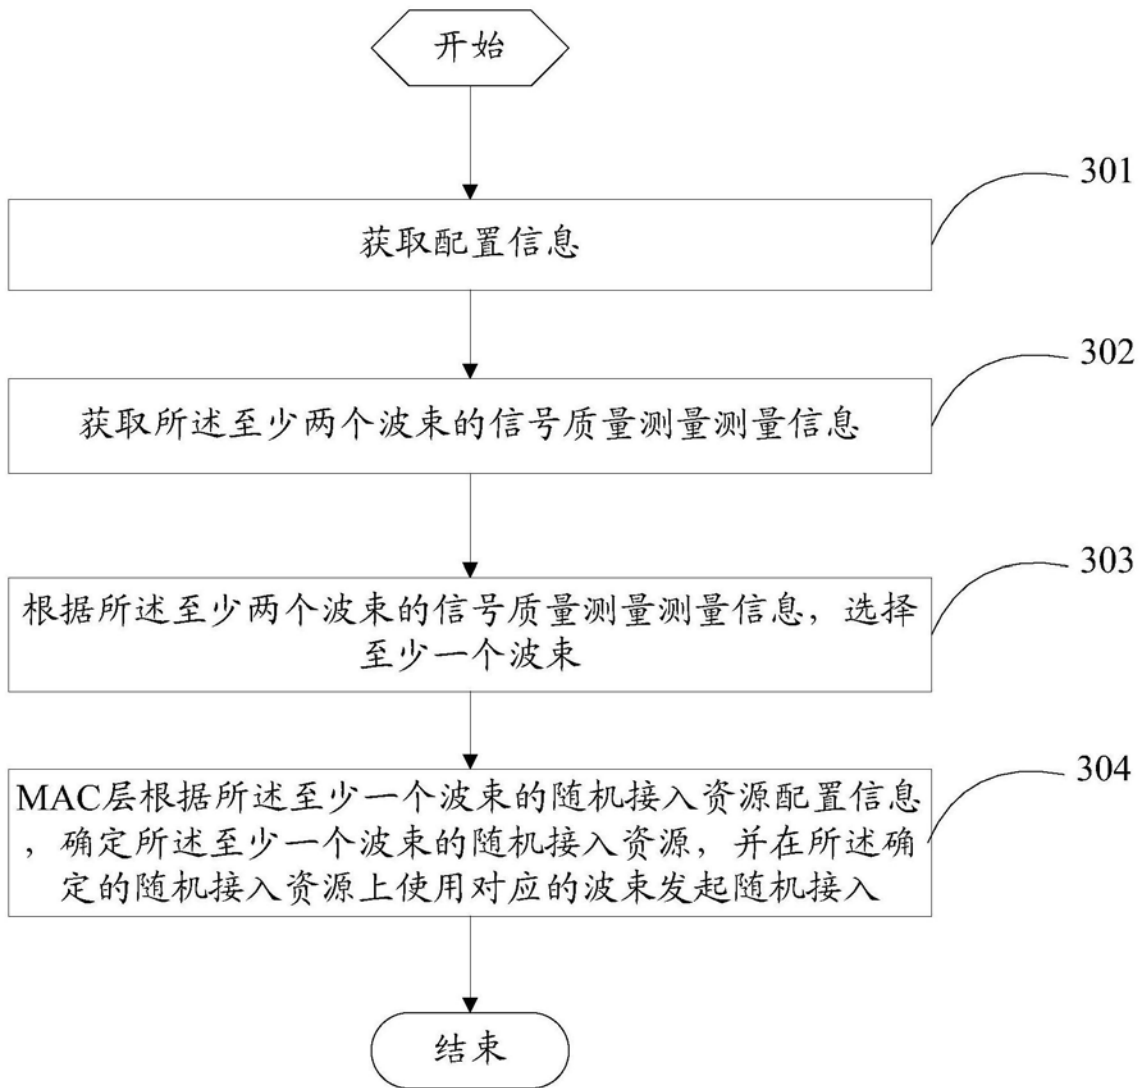 开始
301
获取配置信息
302
获取所述至少两个波束的信号质量测量测量信息
303
根据所述至少两个波束的信号质量测量测量信息，选择
至少一个波束
304
MAC层根据所述至少一个波束的随机接入资源配置信息
，确定所述至少一个波束的随机接入资源，并在所述确
定的随机接入资源上使用对应的波束发起随机接入
结束